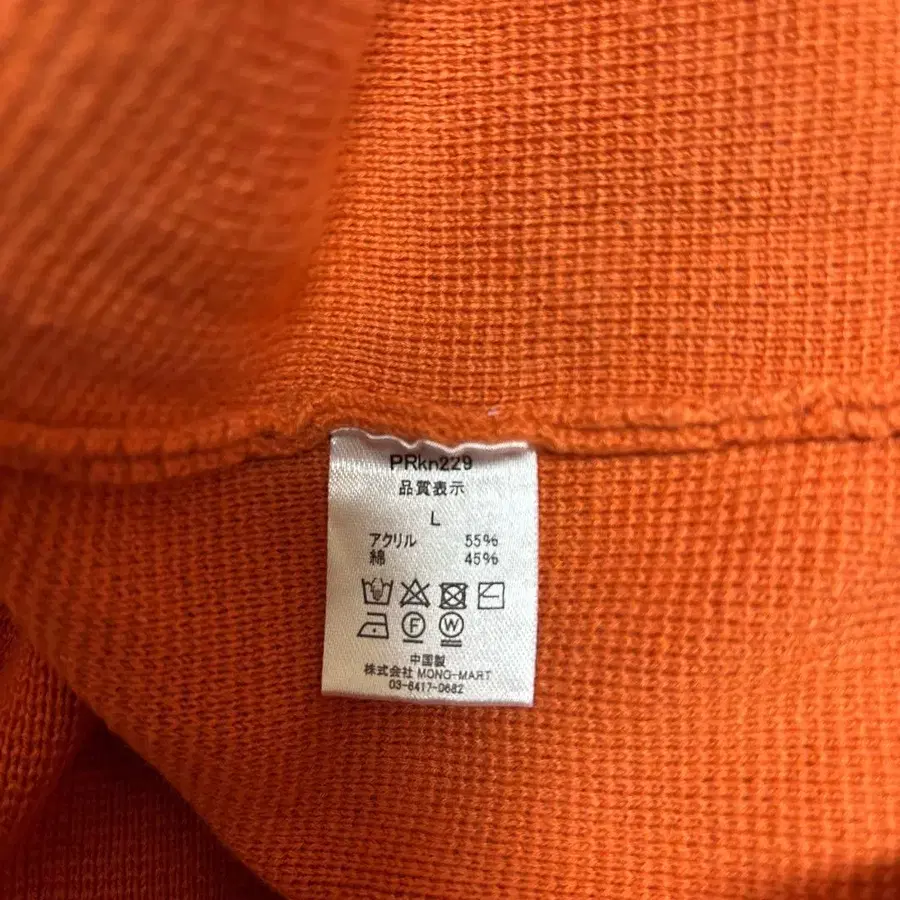 PRkn229
品質表示
L
アクリル 55%
綿 45%
F W
中国製
株式会社 MONO-MART
03-6417-0682